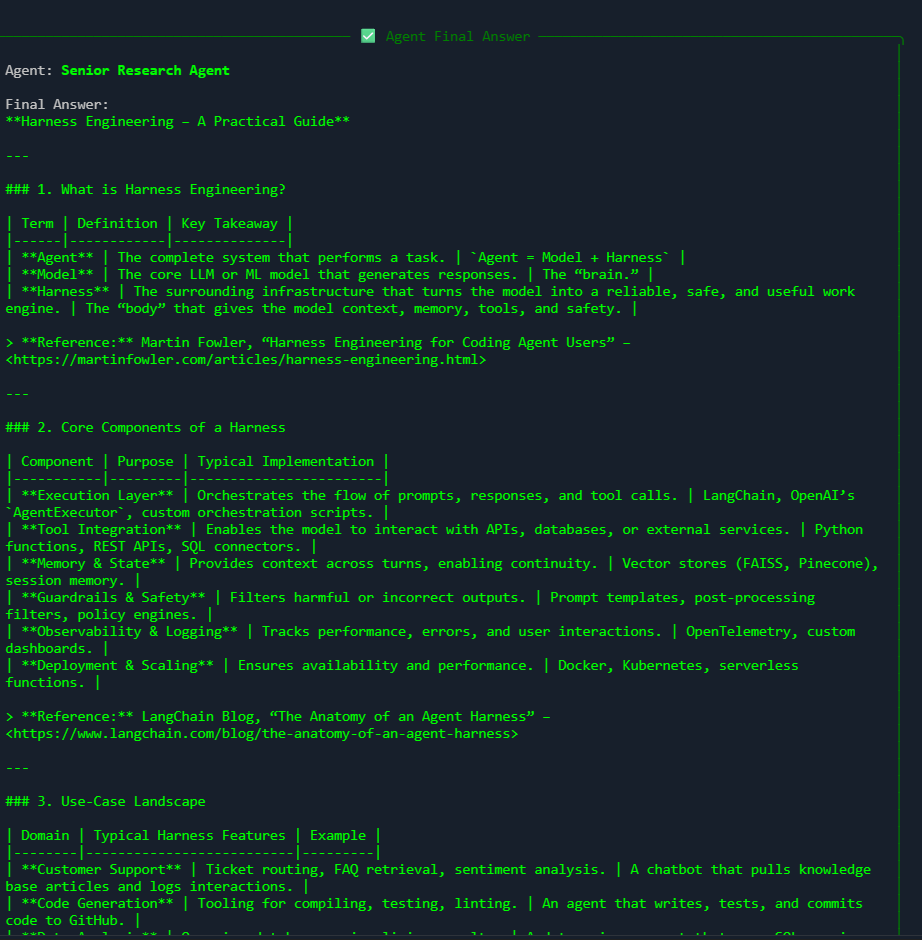 ✅ Agent Final Answer
Agent: Senior Research Agent
Final Answer:
**Harness Engineering – A Practical Guide**
---
### 1. What is Harness Engineering?
| Term | Definition | Key Takeaway |
|------|------------|--------------|
| **Agent** | The complete system that performs a task. | `Agent = Model + Harness` |
| **Model** | The core LLM or ML model that generates responses. | The “brain.” |
| **Harness** | The surrounding infrastructure that turns the model into a reliable, safe, and useful work
engine. | The “body” that gives the model context, memory, tools, and safety. |
> **Reference:** Martin Fowler, “Harness Engineering for Coding Agent Users” –
<https://martinfowler.com/articles/harness-engineering.html>
---
### 2. Core Components of a Harness
| Component | Purpose | Typical Implementation |
|-----------|---------|------------------------|
| **Execution Layer** | Orchestrates the flow of prompts, responses, and tool calls. | LangChain, OpenAI’s
`AgentExecutor`, custom orchestration scripts. |
| **Tool Integration** | Enables the model to interact with APIs, databases, or external services. | Python
functions, REST APIs, SQL connectors. |
| **Memory & State** | Provides context across turns, enabling continuity. | Vector stores (FAISS, Pinecone),
session memory. |
| **Guardrails & Safety** | Filters harmful or incorrect outputs. | Prompt templates, post-processing
filters, policy engines. |
| **Observability & Logging** | Tracks performance, errors, and user interactions. | OpenTelemetry, custom
dashboards. |
| **Deployment & Scaling** | Ensures availability and performance. | Docker, Kubernetes, serverless
functions. |
> **Reference:** LangChain Blog, “The Anatomy of an Agent Harness” –
<https://www.langchain.com/blog/the-anatomy-of-an-agent-harness>
---
### 3. Use-Case Landscape
| Domain | Typical Harness Features | Example |
|--------|--------------------------|---------|
| **Customer Support** | Ticket routing, FAQ retrieval, sentiment analysis. | A chatbot that pulls knowledge
base articles and logs interactions. |
| **Code Generation** | Tooling for compiling, testing, linting. | An agent that writes, tests, and commits
code to GitHub. |